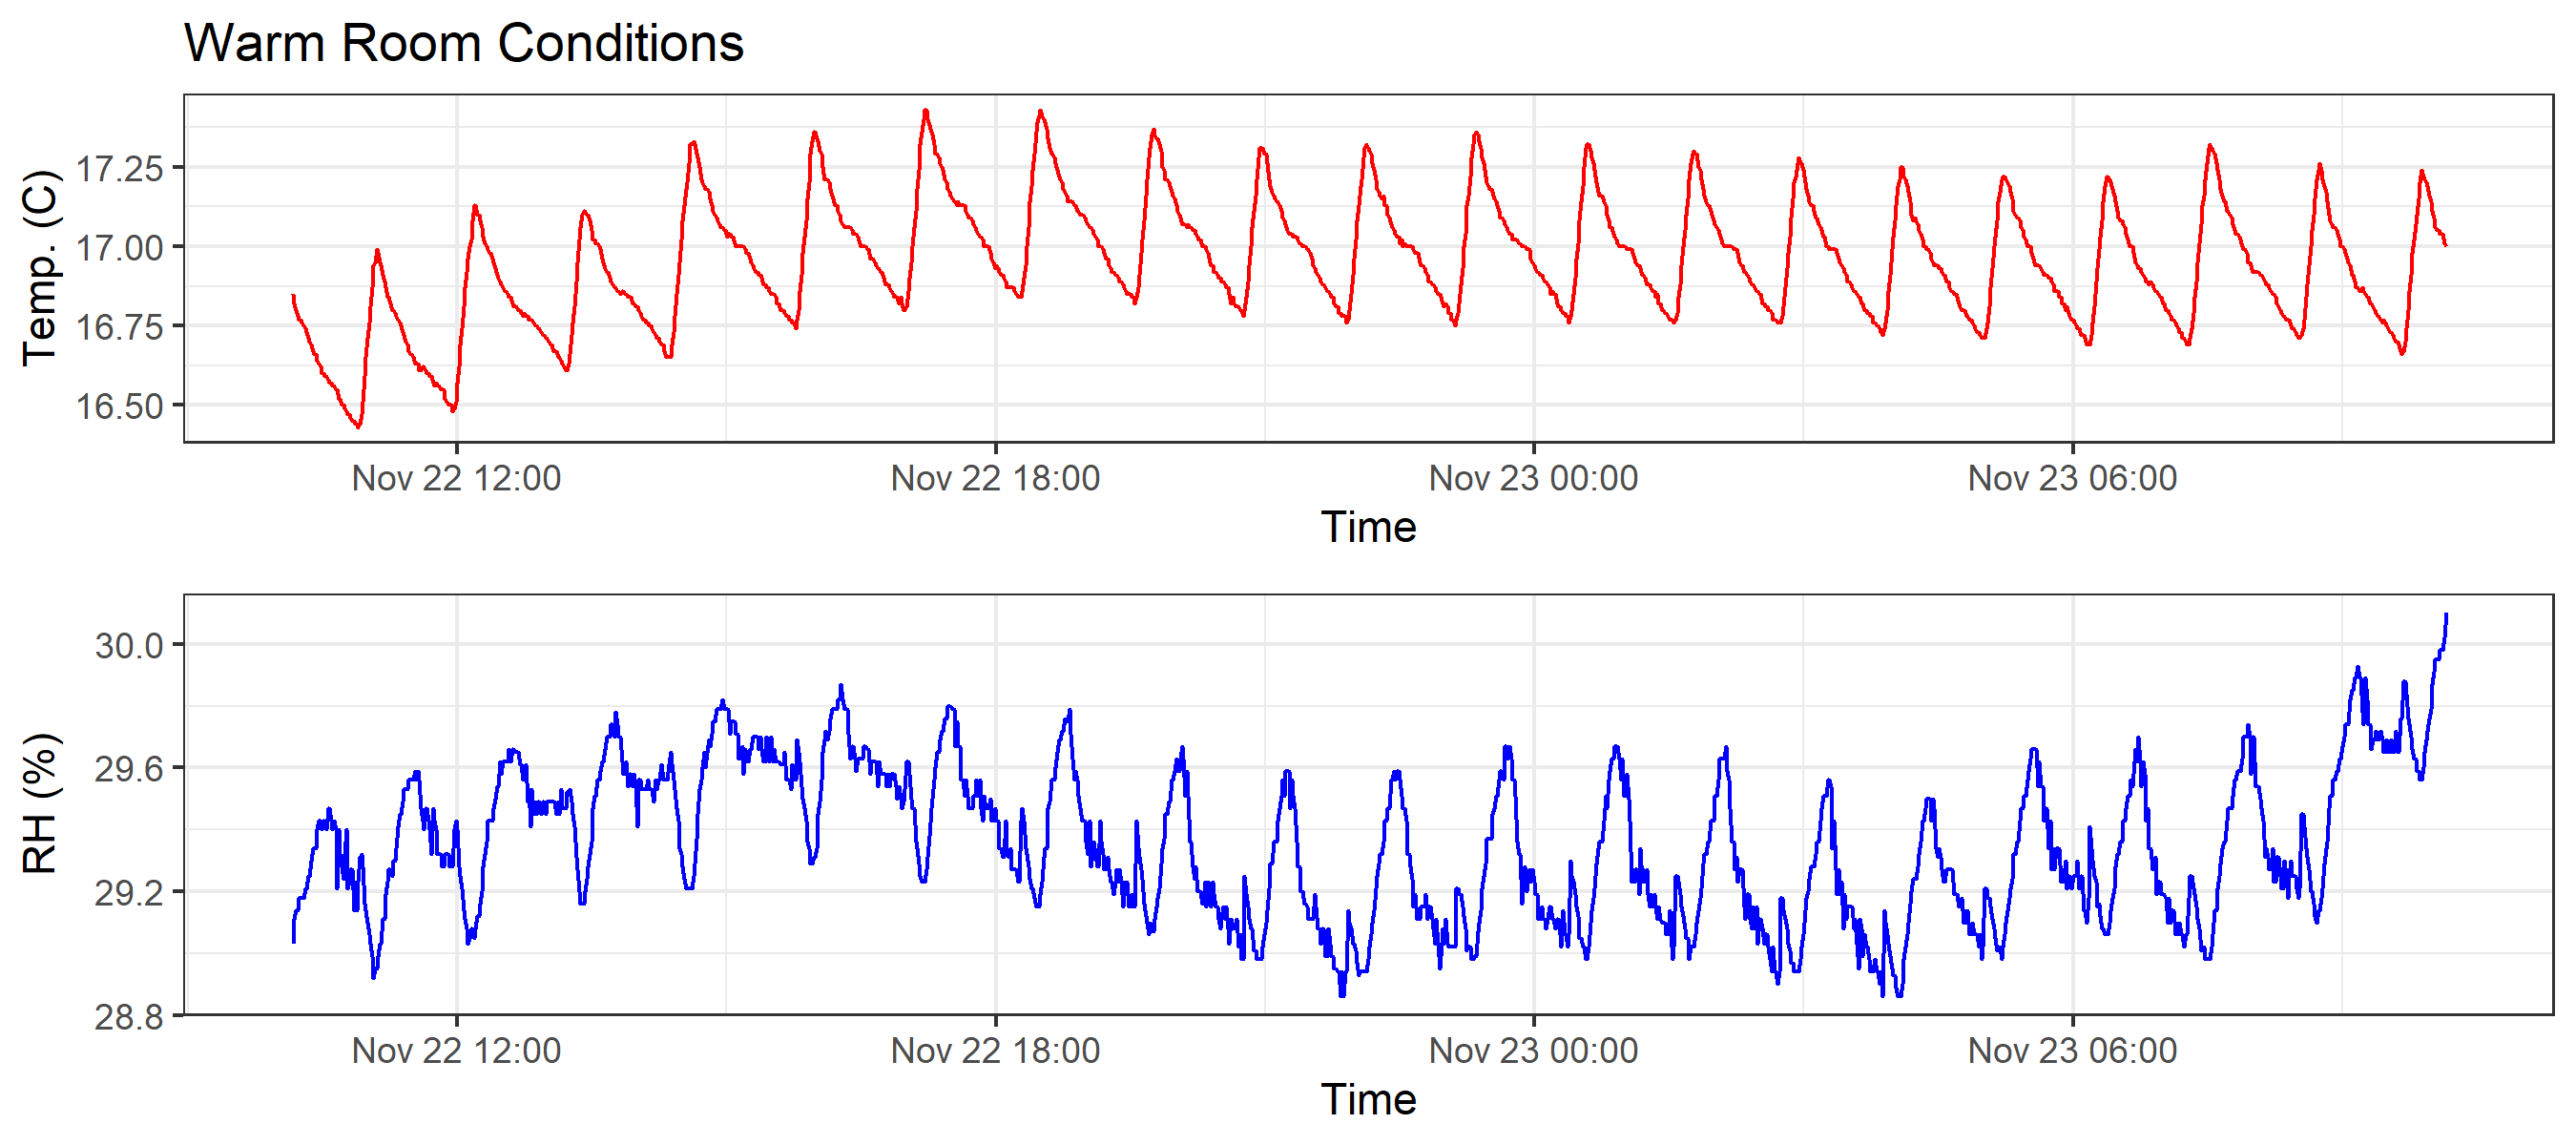 Warm Room Conditions
Temp. (C)
17.25
17.00
16.75
16.50
Nov 22 12:00 Nov 22 18:00 Nov 23 00:00 Nov 23 06:00
Time
RH (%)
30.0
29.6
29.2
28.8
Nov 22 12:00 Nov 22 18:00 Nov 23 00:00 Nov 23 06:00
Time